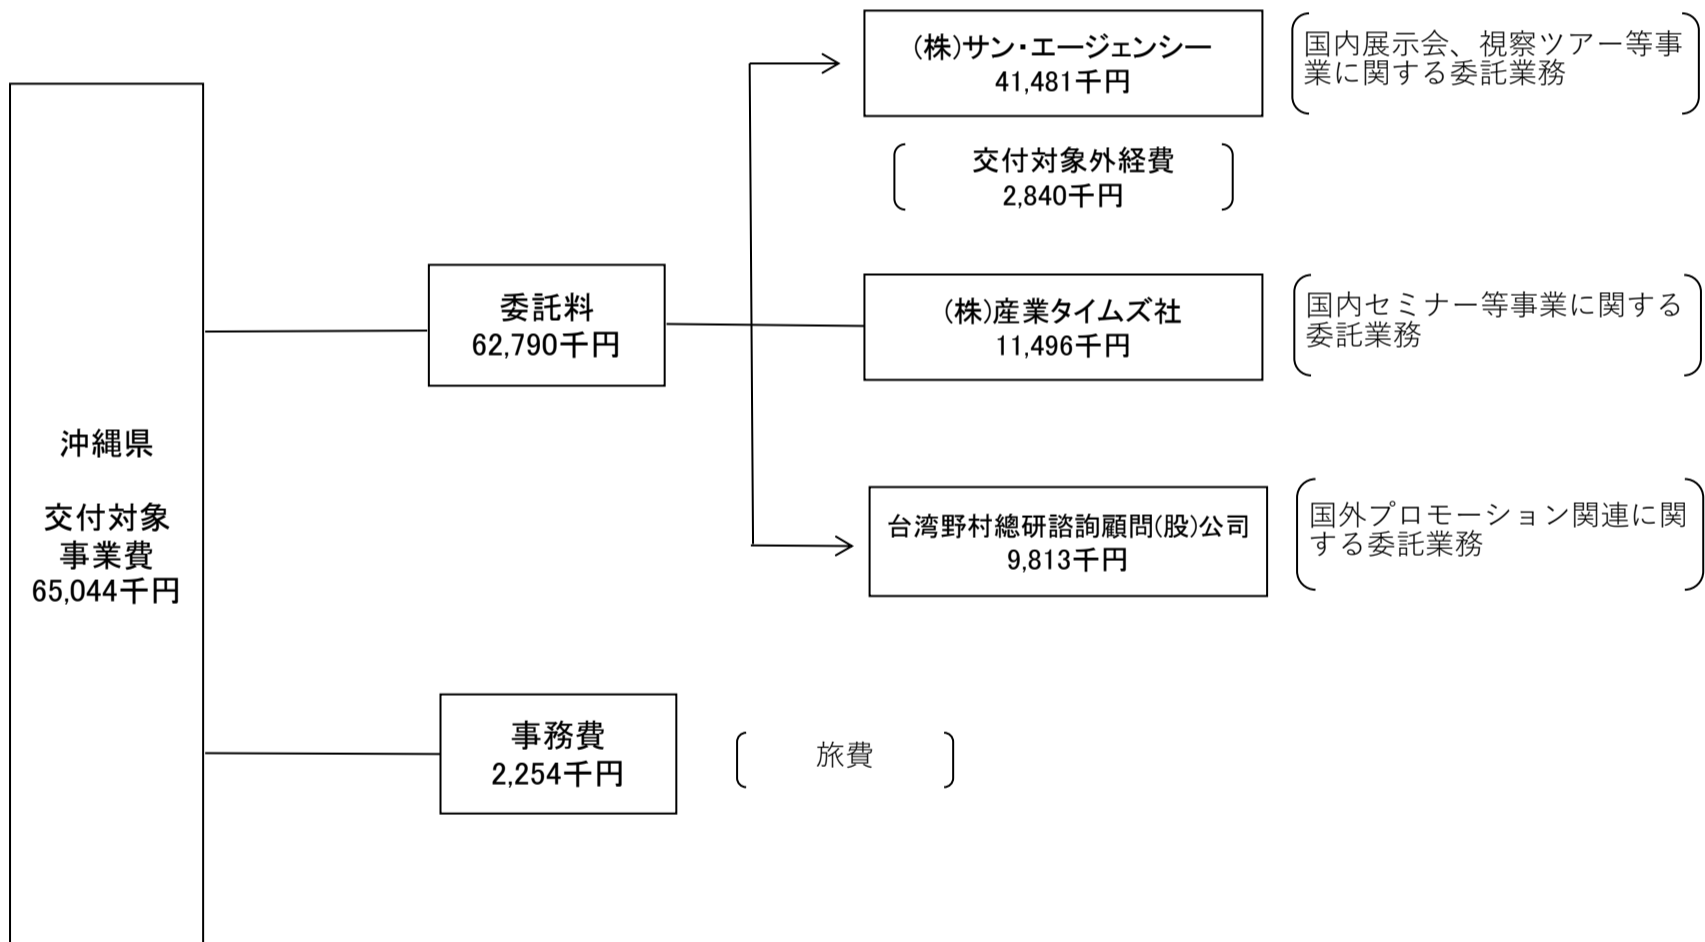 沖縄県
交付対象
事業費
65,044千円
委託料
62,790千円
(株)サン・エージェンシー
41,481千円
国内展示会、視察ツアー等事
業に関する委託業務
交付対象外経費
2,840千円
(株)産業タイムズ社
11,496千円
国内セミナー等事業に関する
委託業務
台湾野村總研諮詢顧問(股)公司
9,813千円
国外プロモーション関連に関
する委託業務
事務費
2,254千円
旅費